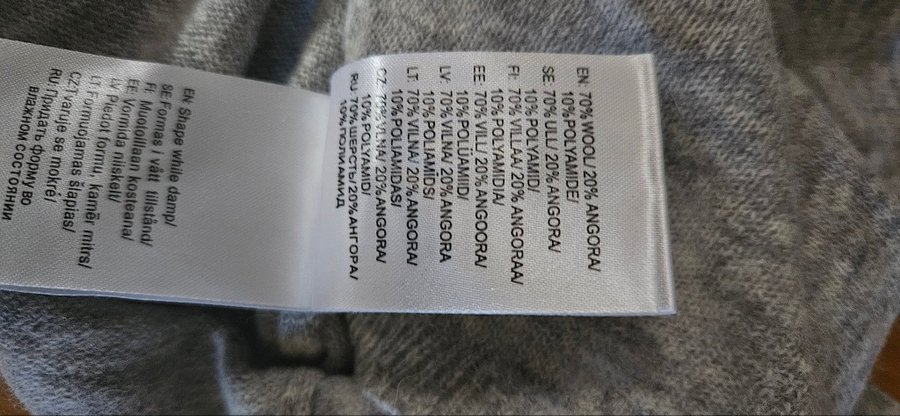 EN: 70% WOOL/ 20% ANGORA/
10% POLYAMIDE/
SE: 70% ULL/ 20% ANGORA/
10% POLYAMID/
FI: 70% VILLAA/ 20% ANGORAA/
10% POLYAMIDIA/
EE: 70% VILL/ 20% ANGOORA/
10% POLÜAMIID/
LV: 70% VILNA/ 20% ANGORA
10% POLIAMĪDS/
LT: 70% VILNA/ 20% ANGORA/
10% POLIAMIDAS/
CZ: 70% VLNA/ 20% ANGORA/
10% POLYAMID/
RU: 70% ШЕРСТЬ/ 20% АНГОРА/
10% ПОЛИАМИД
EN: Shape while damp/
SE Formas i vått tillstånd/
FI: Muotoillaan kosteana/
EE: Vormida niiskelt/
LV Piedot formu, kamēr mitrs/
LT Formuojamas šlapias/
CZ Tvaruje se mokré/
RU Придать форму во
влажном состоянии